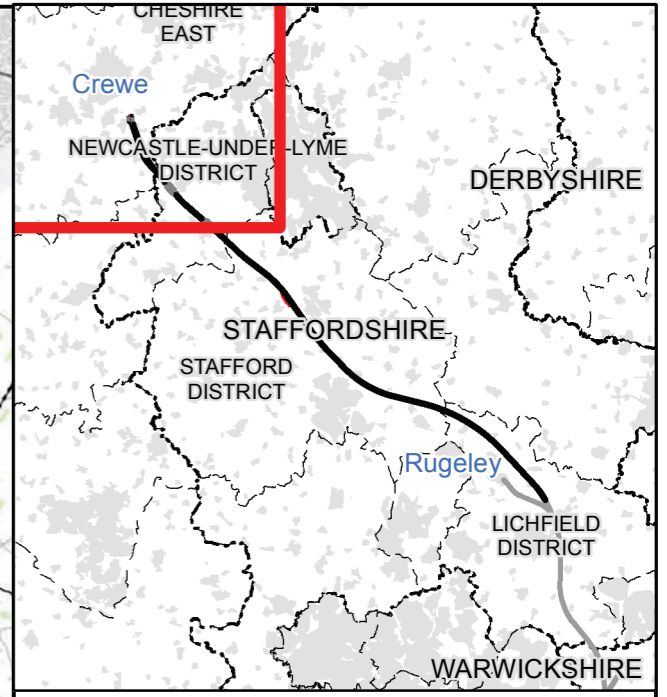 CHESHIRE
EAST
Crewe
NEWCASTLE-UNDER-LYME
DISTRICT
DERBYSHIRE
STAFFORDSHIRE
STAFFORD
DISTRICT
Rugeley
LICHFIELD
DISTRICT
WARWICKSHIRE